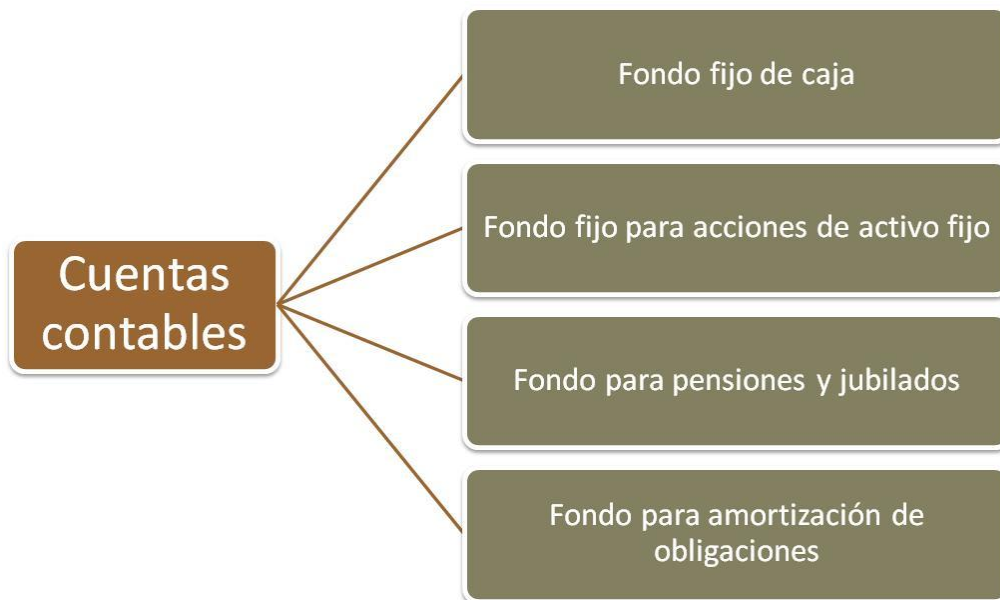 Fondo fijo de caja
Fondo fijo para acciones de activo fijo
Cuentas
contables
Fondo para pensiones y jubilados
Fondo para amortización de
obligaciones